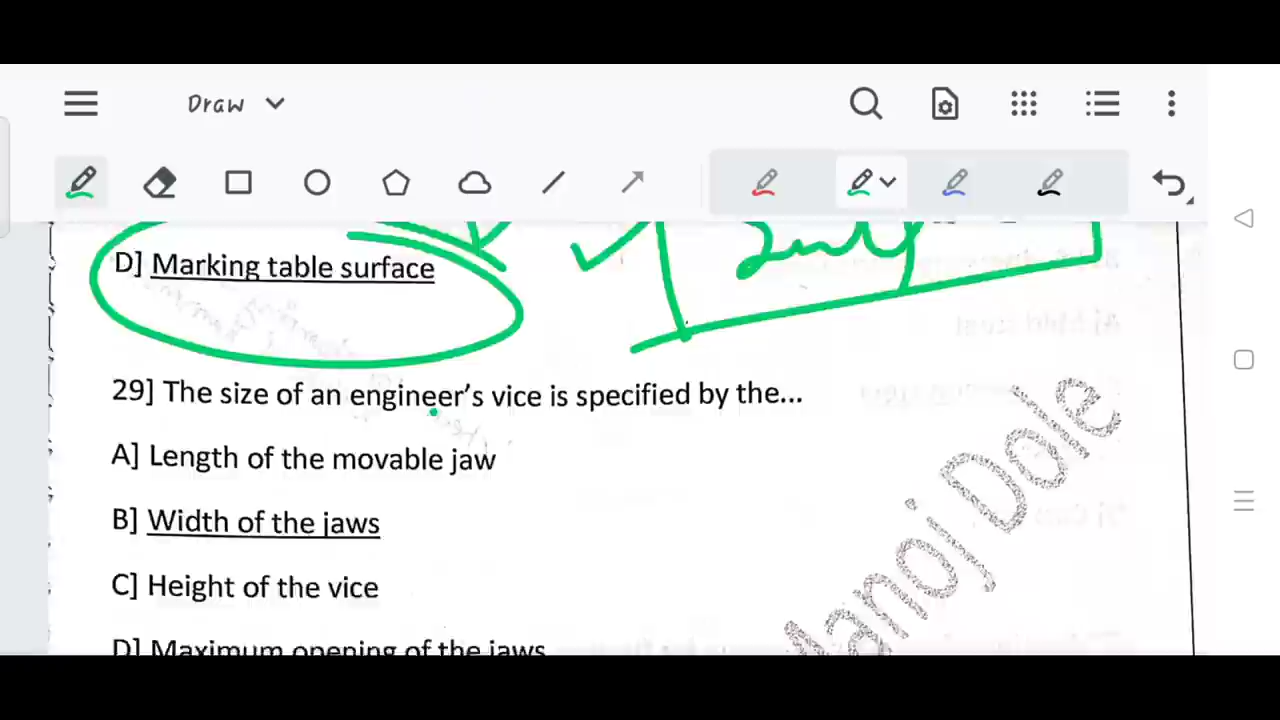 Draw
D] Marking table surface
29] The size of an engineer's vice is specified by the...
A] Length of the movable jaw
B] Width of the jaws
C] Height of the vice
D] Maximum opening of the jaws
Manoj Dole